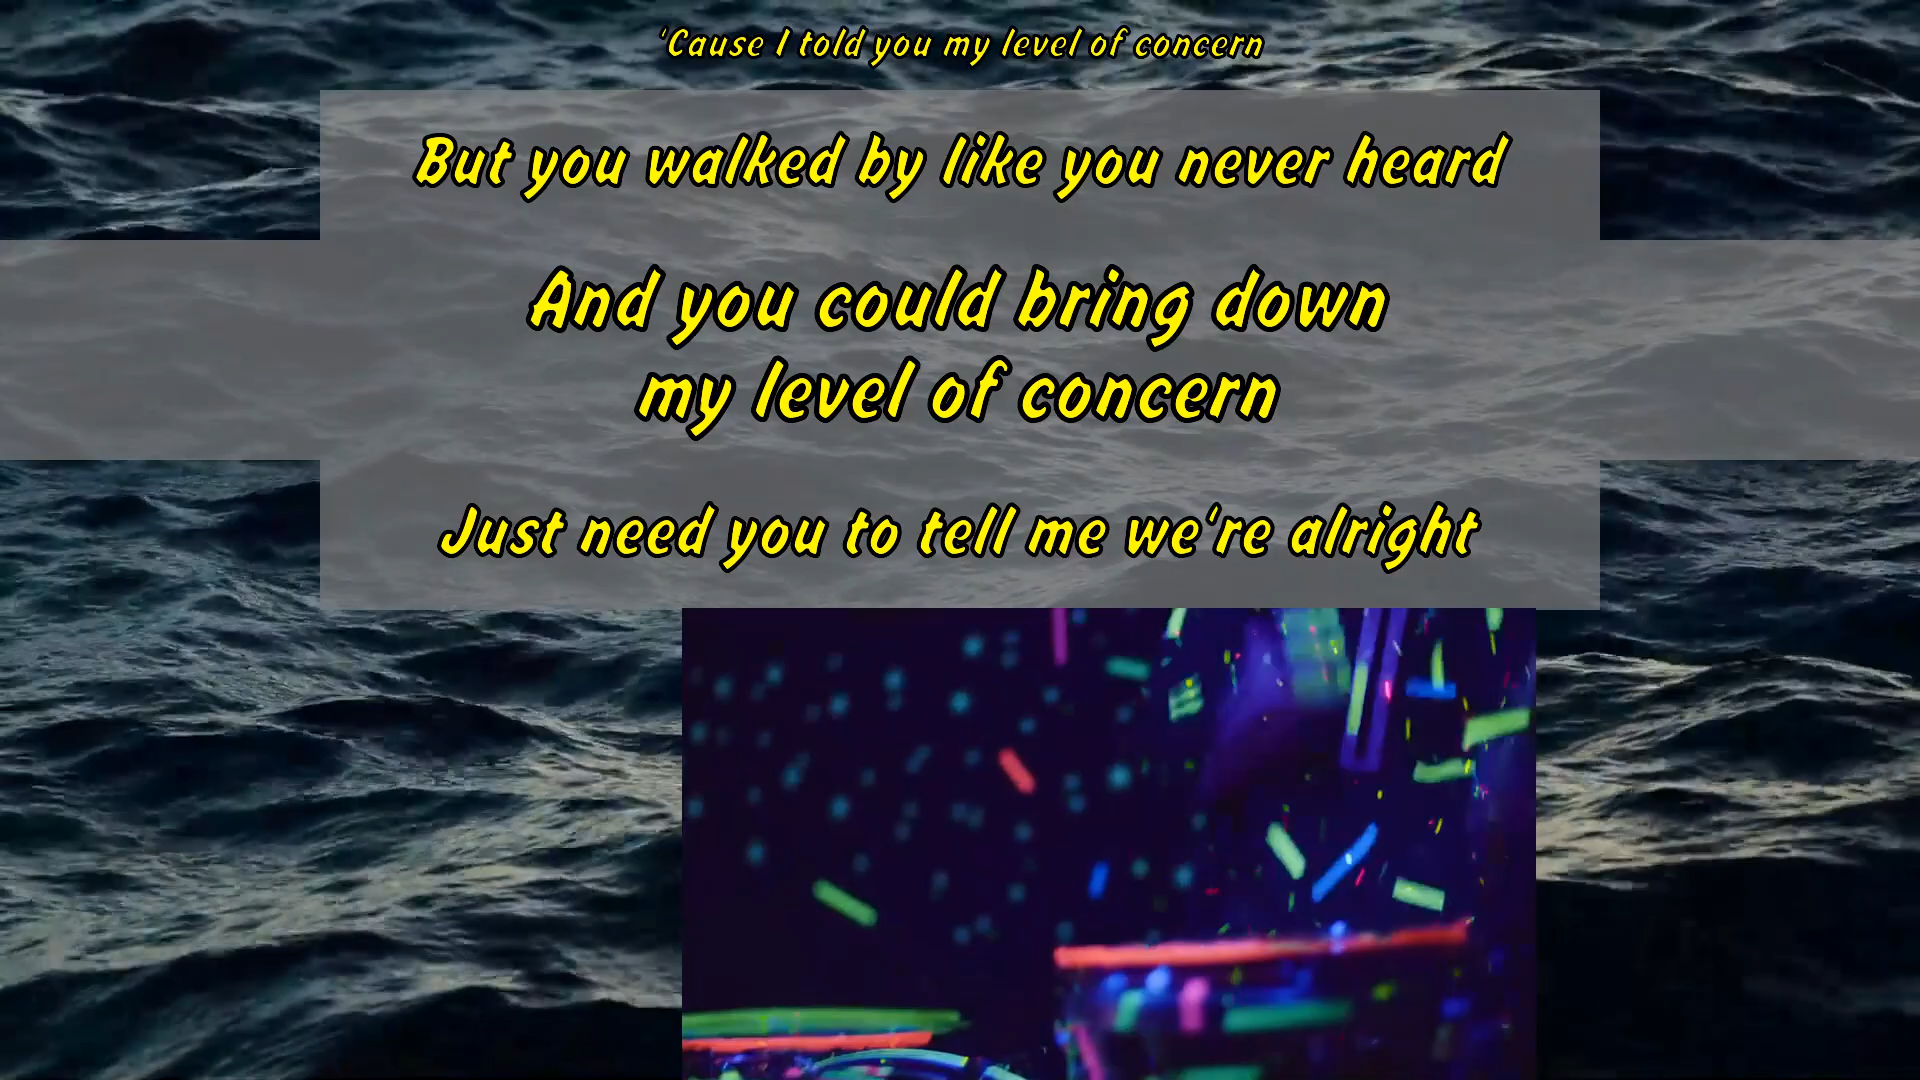 'Cause I told you my level of concern
But you walked by like you never heard
And you could bring down
my level of concern
Just need you to tell me we're alright